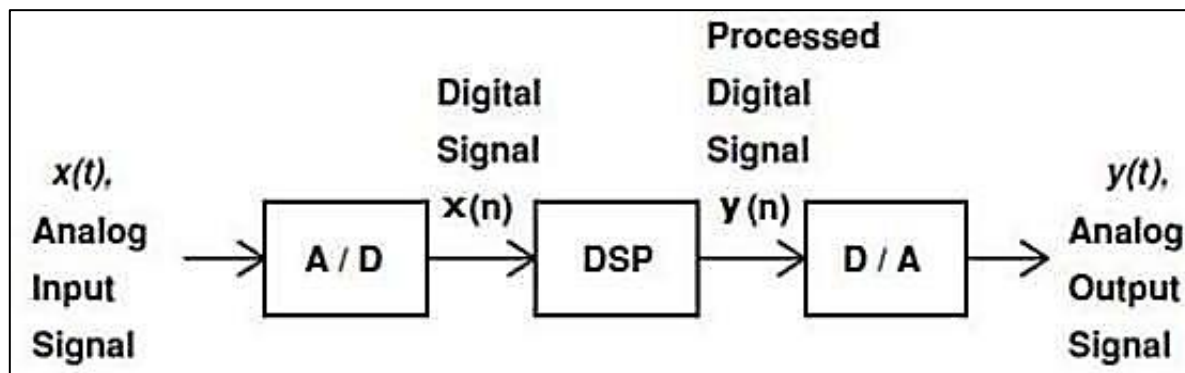 x(t),
Analog
Input
Signal
A / D
Digital
Signal
x(n)
DSP
Processed
Digital
Signal
y(n)
D / A
y(t),
Analog
Output
Signal